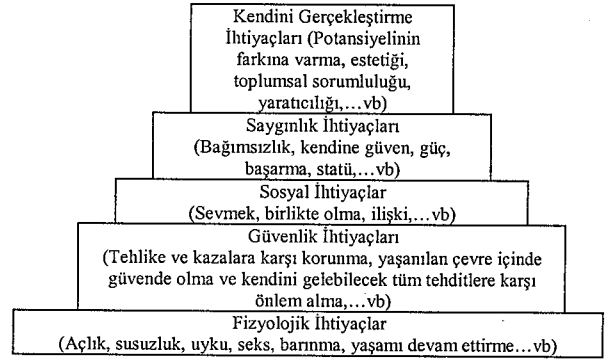 Kendini Gerçekleştirme
İhtiyaçları (Potansiyelinin
farkına varma, estetiği,
toplumsal sorumluluğu,
yaratıcılığı,...vb)
Saygınlık İhtiyaçları
(Bağımsızlık, kendine güven, güç,
başarma, statü,...vb)
Sosyal İhtiyaçlar
(Sevmek, birlikte olma, ilişki,...vb)
Güvenlik İhtiyaçları
(Tehlike ve kazalara karşı korunma, yaşanılan çevre içinde
güvende olma ve kendini gelebilecek tüm tehditlere karşı
önlem alma,...vb)
Fizyolojik İhtiyaçlar
(Açlık, susuzluk, uyku, seks, barınma, yaşamı devam ettirme...vb)